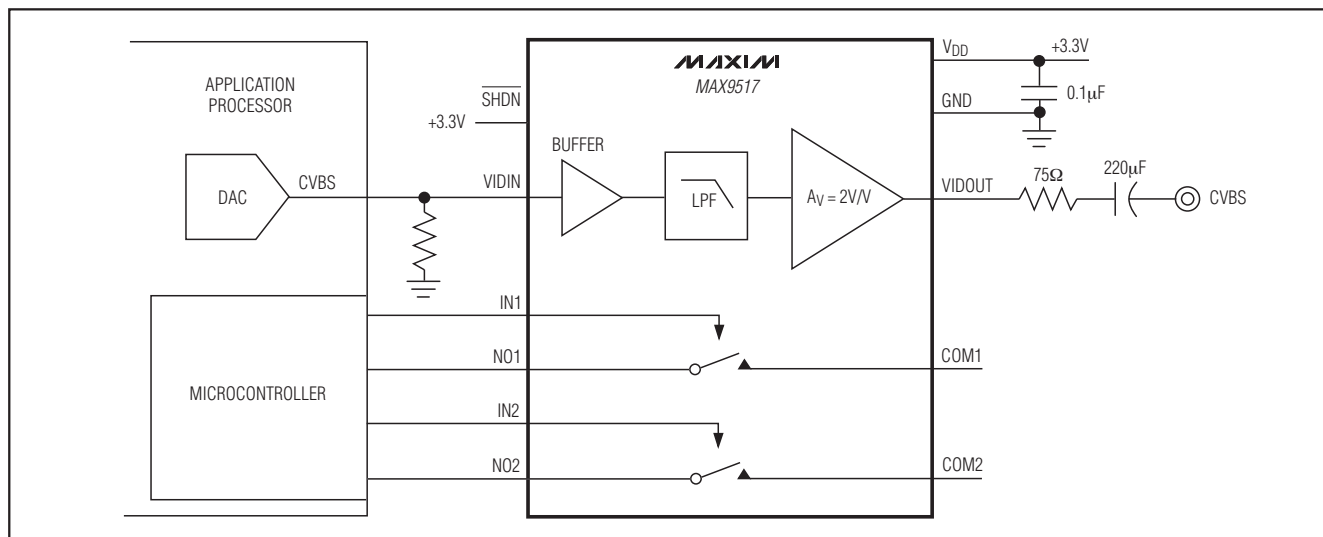 APPLICATION
PROCESSOR
DAC
CVBS
MICROCONTROLLER
SHDN
+3.3V
VIDIN
IN1
NO1
IN2
NO2
MAXIM
MAX9517
BUFFER
LPF
AV = 2V/V
VDD
+3.3V
0.1µF
GND
VIDOUT
75Ω
220µF
CVBS
COM1
COM2